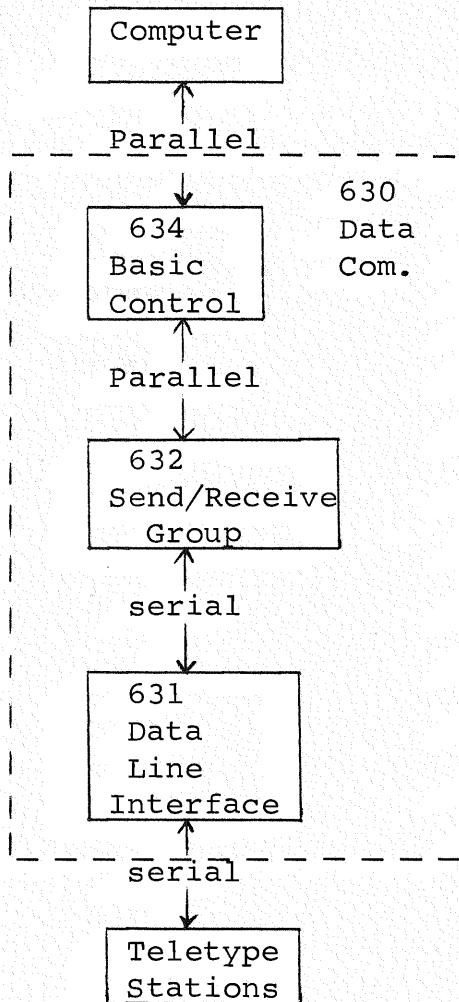 Computer
Parallel
630
Data
Com.
634
Basic
Control
Parallel
632
Send/Receive
Group
serial
631
Data
Line
Interface
serial
Teletype
Stations